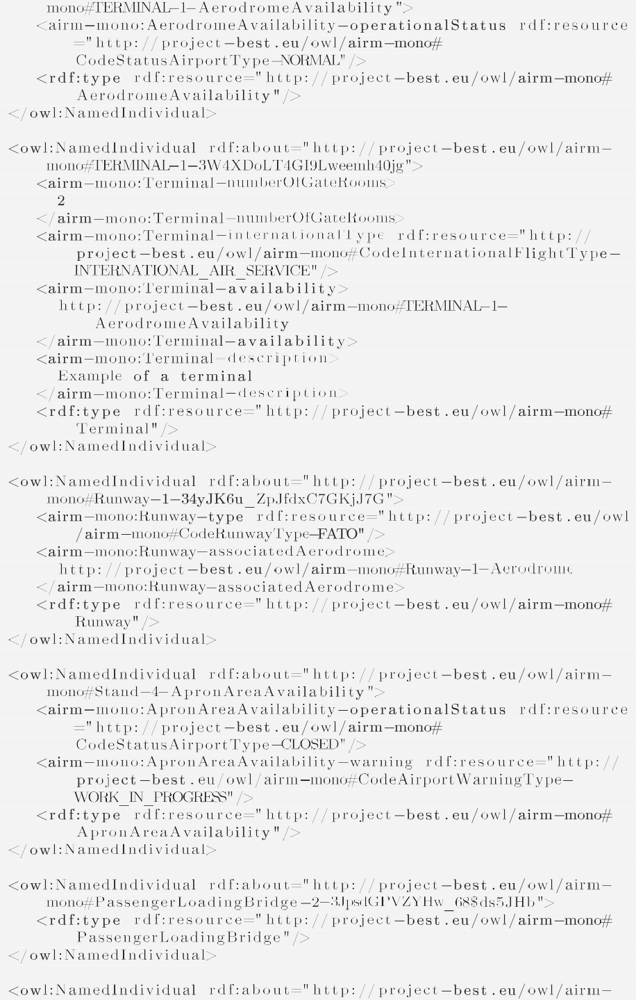 mono#TERMINAL-1-AerodromeAvailability">
<airm-mono:AerodromeAvailability-operationalStatus rdf:resource
="http://project-best.eu/owl/airm-mono#
CodeStatusAirportType-NORMAL"/>
<rdf:type rdf:resource="http://project-best.eu/owl/airm-mono#
AerodromeAvailability"/>
</owl:NamedIndividual>
<owl:NamedIndividual rdf:about="http://project-best.eu/owl/airm-
mono#TERMINAL-1-3W4XDoLT4GI9Lweemh40jg">
<airm-mono:Terminal-numberOfGateRooms>
2
</airm-mono:Terminal-numberOfGateRooms>
<airm-mono:Terminal-internationalType rdf:resource="http://
project-best.eu/owl/airm-mono#CodeInternationalFlightType-
INTERNATIONAL_AIR_SERVICE"/>
<airm-mono:Terminal-availability>
http://project-best.eu/owl/airm-mono#TERMINAL-1-
AerodromeAvailability
</airm-mono:Terminal-availability>
<airm-mono:Terminal-description>
Example of a terminal
</airm-mono:Terminal-description>
<rdf:type rdf:resource="http://project-best.eu/owl/airm-mono#
Terminal"/>
</owl:NamedIndividual>
<owl:NamedIndividual rdf:about="http://project-best.eu/owl/airm-
mono#Runway-1-34yJK6u_ZpJfdxC7GKjJ7G">
<airm-mono:Runway-type rdf:resource="http://project-best.eu/owl
/airm-mono#CodeRunwayType-FATO"/>
<airm-mono:Runway-associatedAerodrome>
http://project-best.eu/owl/airm-mono#Runway-1-Aerodrome
</airm-mono:Runway-associatedAerodrome>
<rdf:type rdf:resource="http://project-best.eu/owl/airm-mono#
Runway"/>
</owl:NamedIndividual>
<owl:NamedIndividual rdf:about="http://project-best.eu/owl/airm-
mono#Stand-4-ApronAreaAvailability">
<airm-mono:ApronAreaAvailability-operationalStatus rdf:resource
="http://project-best.eu/owl/airm-mono#
CodeStatusAirportType-CLOSED"/>
<airm-mono:ApronAreaAvailability-warning rdf:resource="http://
project-best.eu/owl/airm-mono#CodeAirportWarningType-
WORK_IN_PROGRESS"/>
<rdf:type rdf:resource="http://project-best.eu/owl/airm-mono#
ApronAreaAvailability"/>
</owl:NamedIndividual>
<owl:NamedIndividual rdf:about="http://project-best.eu/owl/airm-
mono#PassengerLoadingBridge-2-3JpsdGPVZYHw_68$ds5JHb">
<rdf:type rdf:resource="http://project-best.eu/owl/airm-mono#
PassengerLoadingBridge"/>
</owl:NamedIndividual>
<owl:NamedIndividual rdf:about="http://project-best.eu/owl/airm-